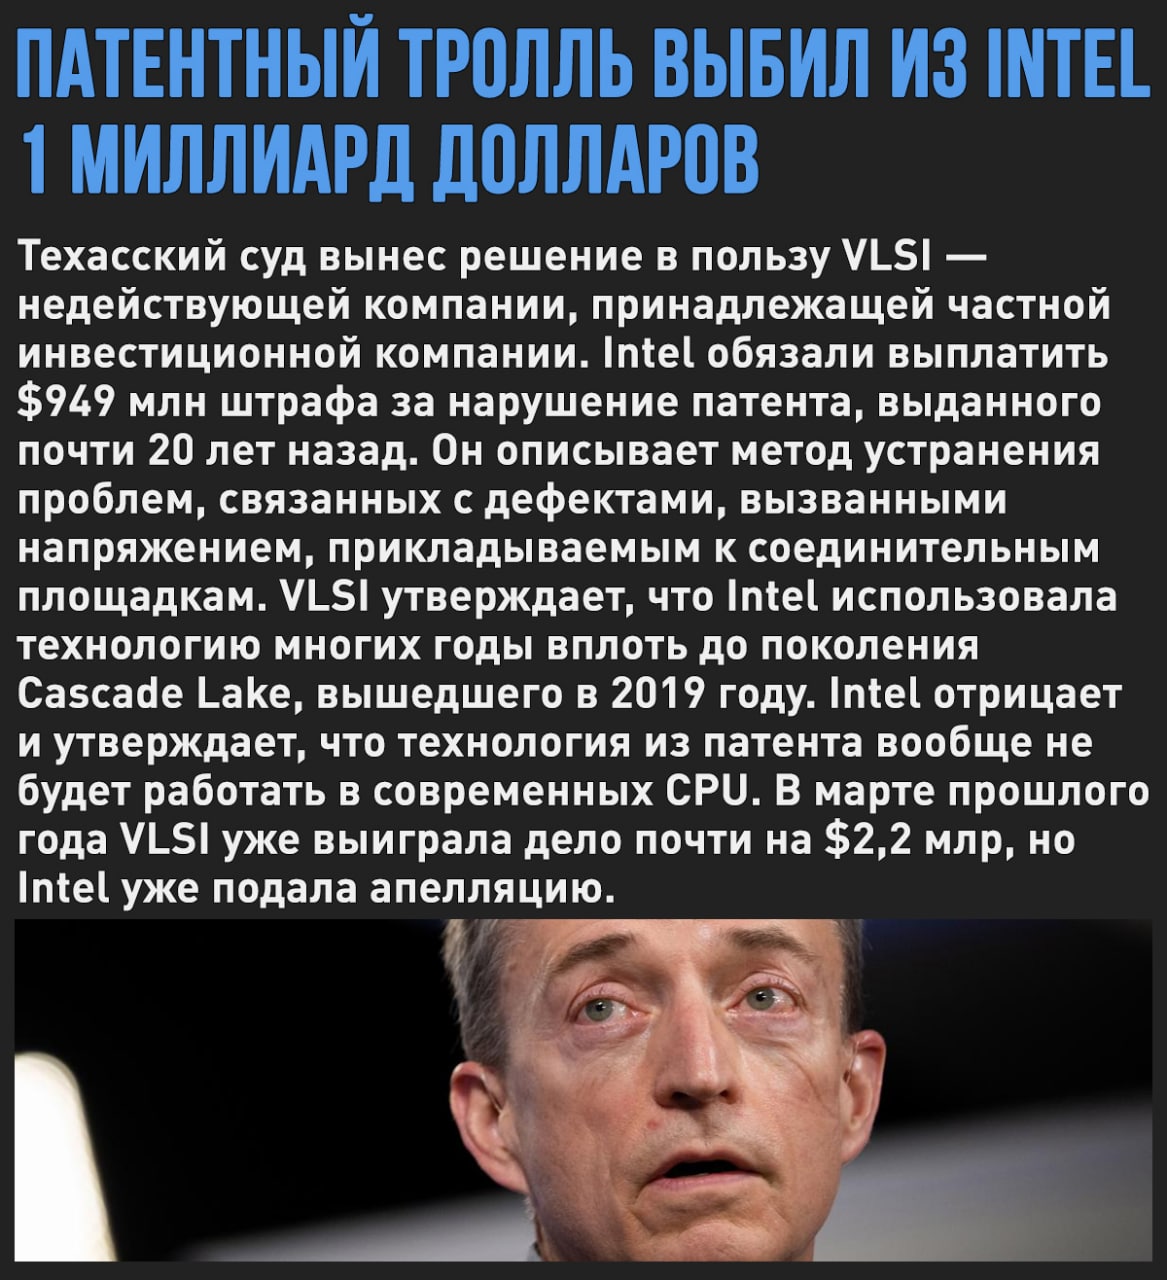 ПАТЕНТНЫЙ ТРОЛЛЬ ВЫБИЛ ИЗ INTEL
1 МИЛЛИАРД ДОЛЛАРОВ
Техасский суд вынес решение в пользу VLSI —
недействующей компании, принадлежащей частной
инвестиционной компании. Intel обязали выплатить
$949 млн штрафа за нарушение патента, выданного
почти 20 лет назад. Он описывает метод устранения
проблем, связанных с дефектами, вызванными
напряжением, прикладываемым к соединительным
площадкам. VLSI утверждает, что Intel использовала
технологию многих годы вплоть до поколения
Cascade Lake, вышедшего в 2019 году. Intel отрицает
и утверждает, что технология из патента вообще не
будет работать в современных CPU. В марте прошлого
года VLSI уже выиграла дело почти на $2,2 млр, но
Intel уже подала апелляцию.